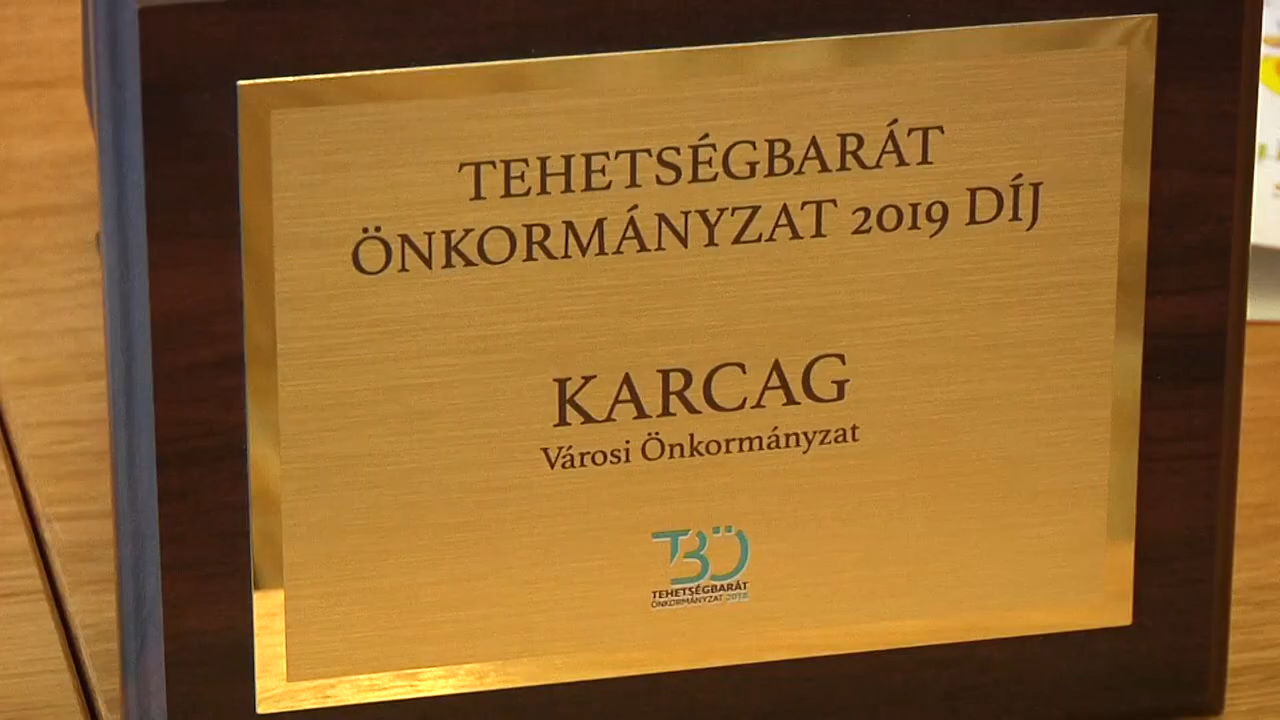 TEHETSÉGBARÁT
ÖNKORMÁNYZAT 2019 DÍJ
KARCAG
Városi Önkormányzat
TBÖ
TEHETSÉGBARÁT
ÖNKORMÁNYZAT